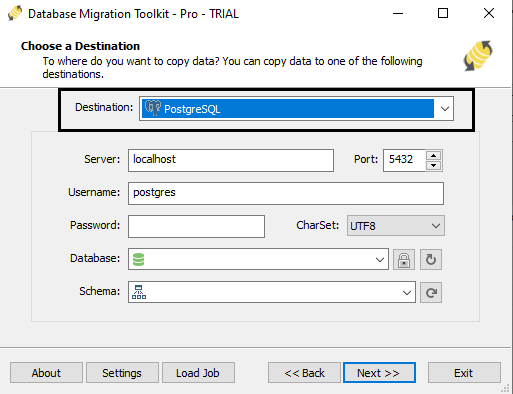 Database Migration Toolkit - Pro - TRIAL
Choose a Destination
To where do you want to copy data? You can copy data to one of the following
destinations.
Destination: PostgreSQL
Server: localhost Port: 5432
Username: postgres
Password: CharSet: UTF8
Database:
Schema:
About Settings Load Job << Back Next >> Exit